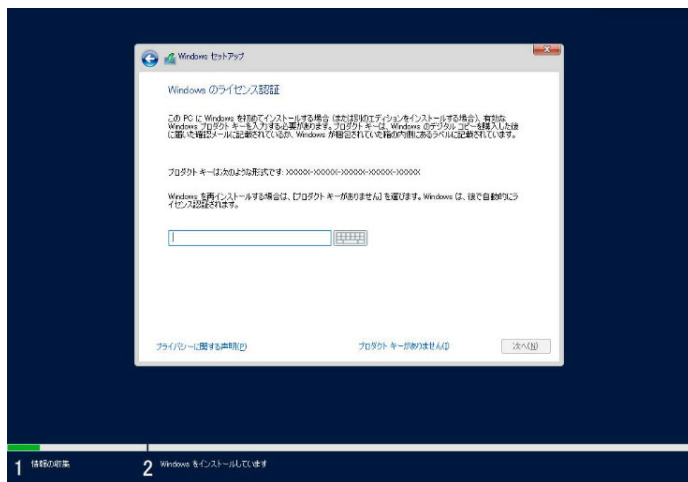 Windows セットアップ
Windows のライセンス認証
この PC に Windows を初めてインストールする場合 (または別のエディションをインストールする場合)、有効な
Windows プロダクト キーを入力する必要があります。プロダクト キーは、Windows のデジタル コピーを購入した後
に届いた確認メールに記載されているか、Windows が梱包されていた箱の内側にあるラベルに記載されています。
プロダクト キーは次のような形式です: XXXXX-XXXXX-XXXXX-XXXXX-XXXXX
Windows を再インストールする場合は、[プロダクト キーがありません] を選びます。Windows は、後で自動的にラ
イセンス認証されます。
プライバシーに関する声明(P)
プロダクト キーがありません(I)
次へ(N)
1 情報の収集
2 Windows をインストールしています